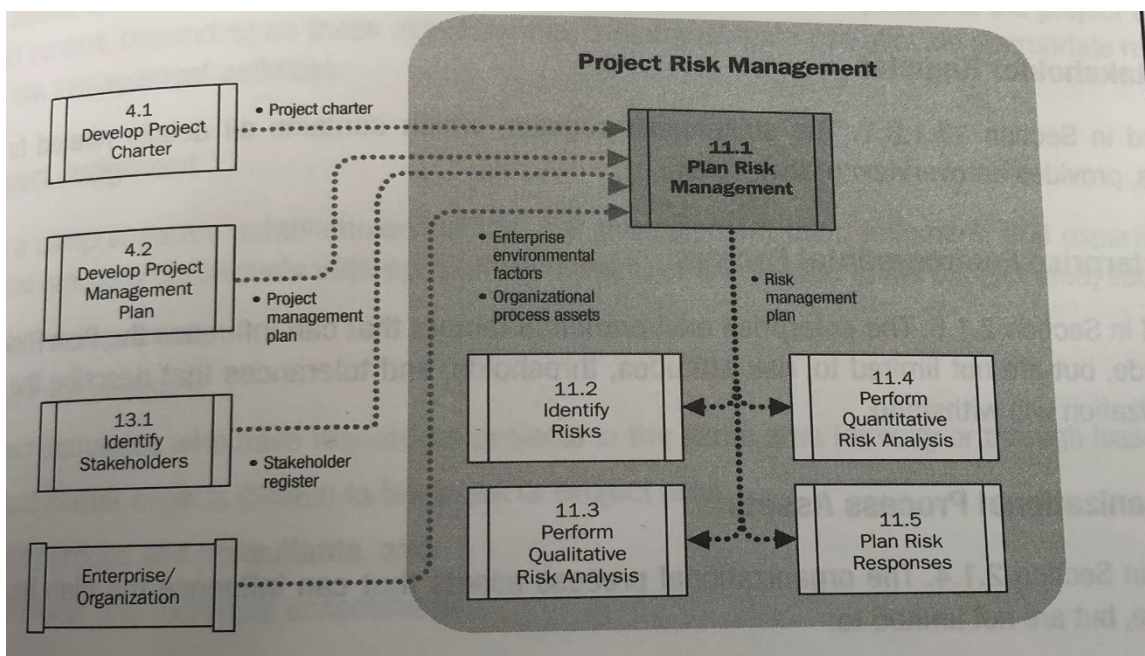 Project Risk Management
4.1
Develop Project
Charter
• Project charter
11.1
Plan Risk
Management
4.2
Develop Project
Management
Plan
• Project
management
plan
• Enterprise
environmental
factors
• Organizational
process assets
• Risk
management
plan
13.1
Identify
Stakeholders
• Stakeholder
register
11.2
Identify
Risks
11.4
Perform
Quantitative
Risk Analysis
11.3
Perform
Qualitative
Risk Analysis
11.5
Plan Risk
Responses
Enterprise/
Organization